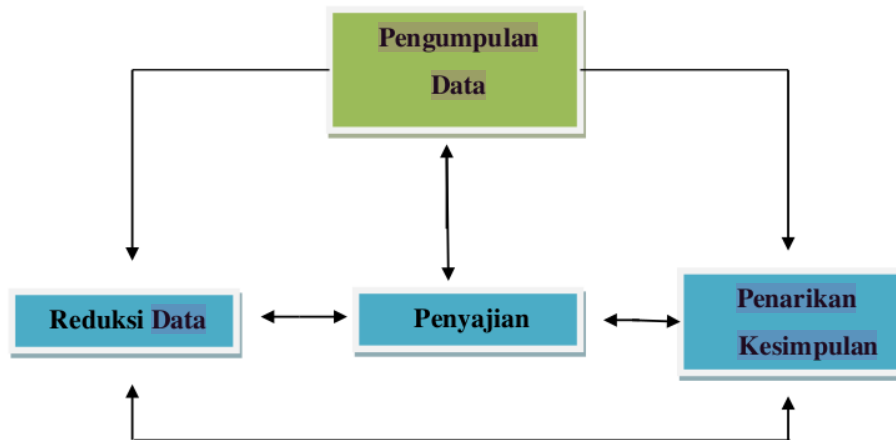 Pengumpulan
Data
Reduksi Data
Penyajian
Penarikan
Kesimpulan